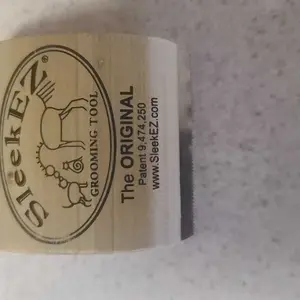 SleekEZ®
GROOMING TOOL
The ORIGINAL
Patent 9,474,250
www.SleekEZ.com